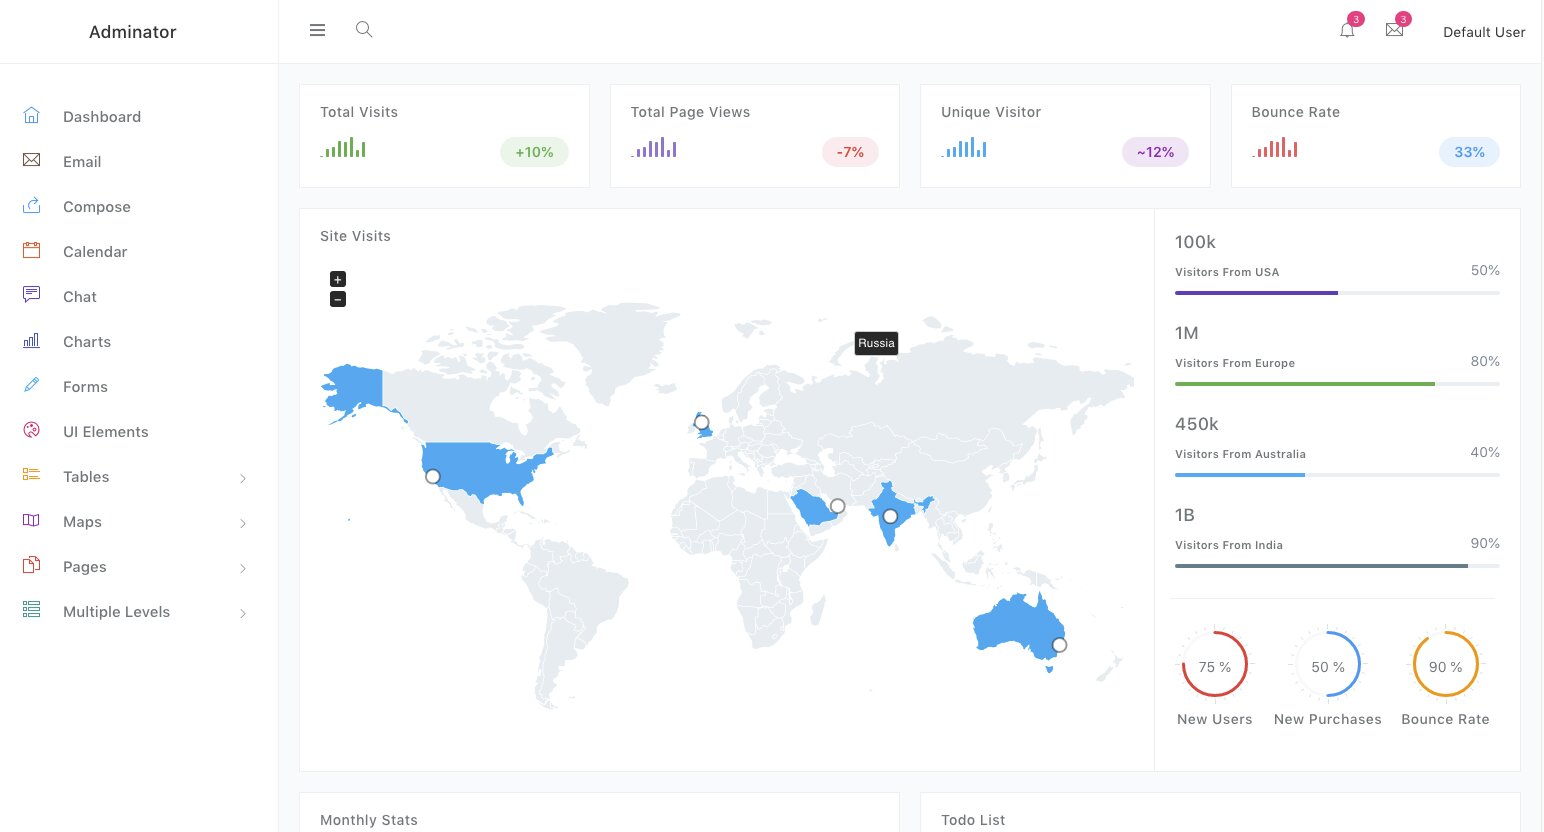 Adminator
3
3
Default User
Dashboard
Email
Compose
Calendar
Chat
Charts
Forms
UI Elements
Tables
Maps
Pages
Multiple Levels
Total Visits
+10%
Total Page Views
-7%
Unique Visitor
~12%
Bounce Rate
33%
Site Visits
+
−
Russia
100k
Visitors From USA
50%
1M
Visitors From Europe
80%
450k
Visitors From Australia
40%
1B
Visitors From India
90%
75 %
50 %
90 %
New Users
New Purchases
Bounce Rate
Monthly Stats
Todo List